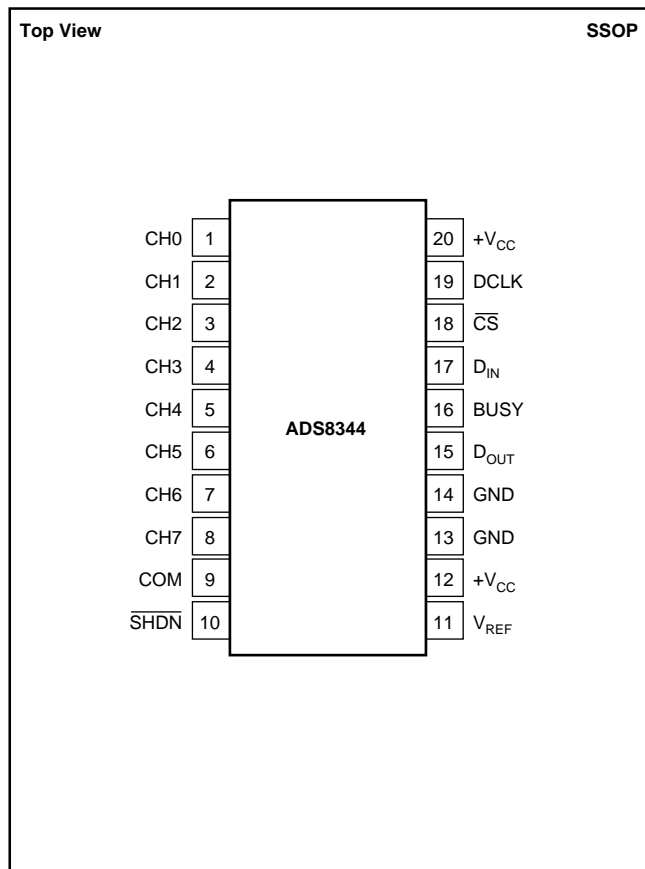 Top View SSOP
CH0 1 20 +VCC
CH1 2 19 DCLK
CH2 3 18 C̅S̅
CH3 4 17 DIN
CH4 5 16 BUSY
ADS8344
CH5 6 15 DOUT
CH6 7 14 GND
CH7 8 13 GND
COM 9 12 +VCC
S̅H̅D̅N̅ 10 11 VREF